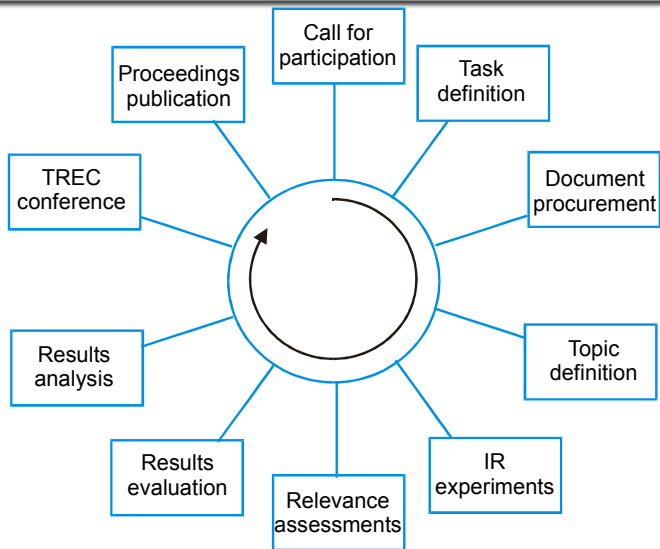 Call for
participation
Task
definition
Document
procurement
Topic
definition
IR
experiments
Relevance
assessments
Results
evaluation
Results
analysis
TREC
conference
Proceedings
publication